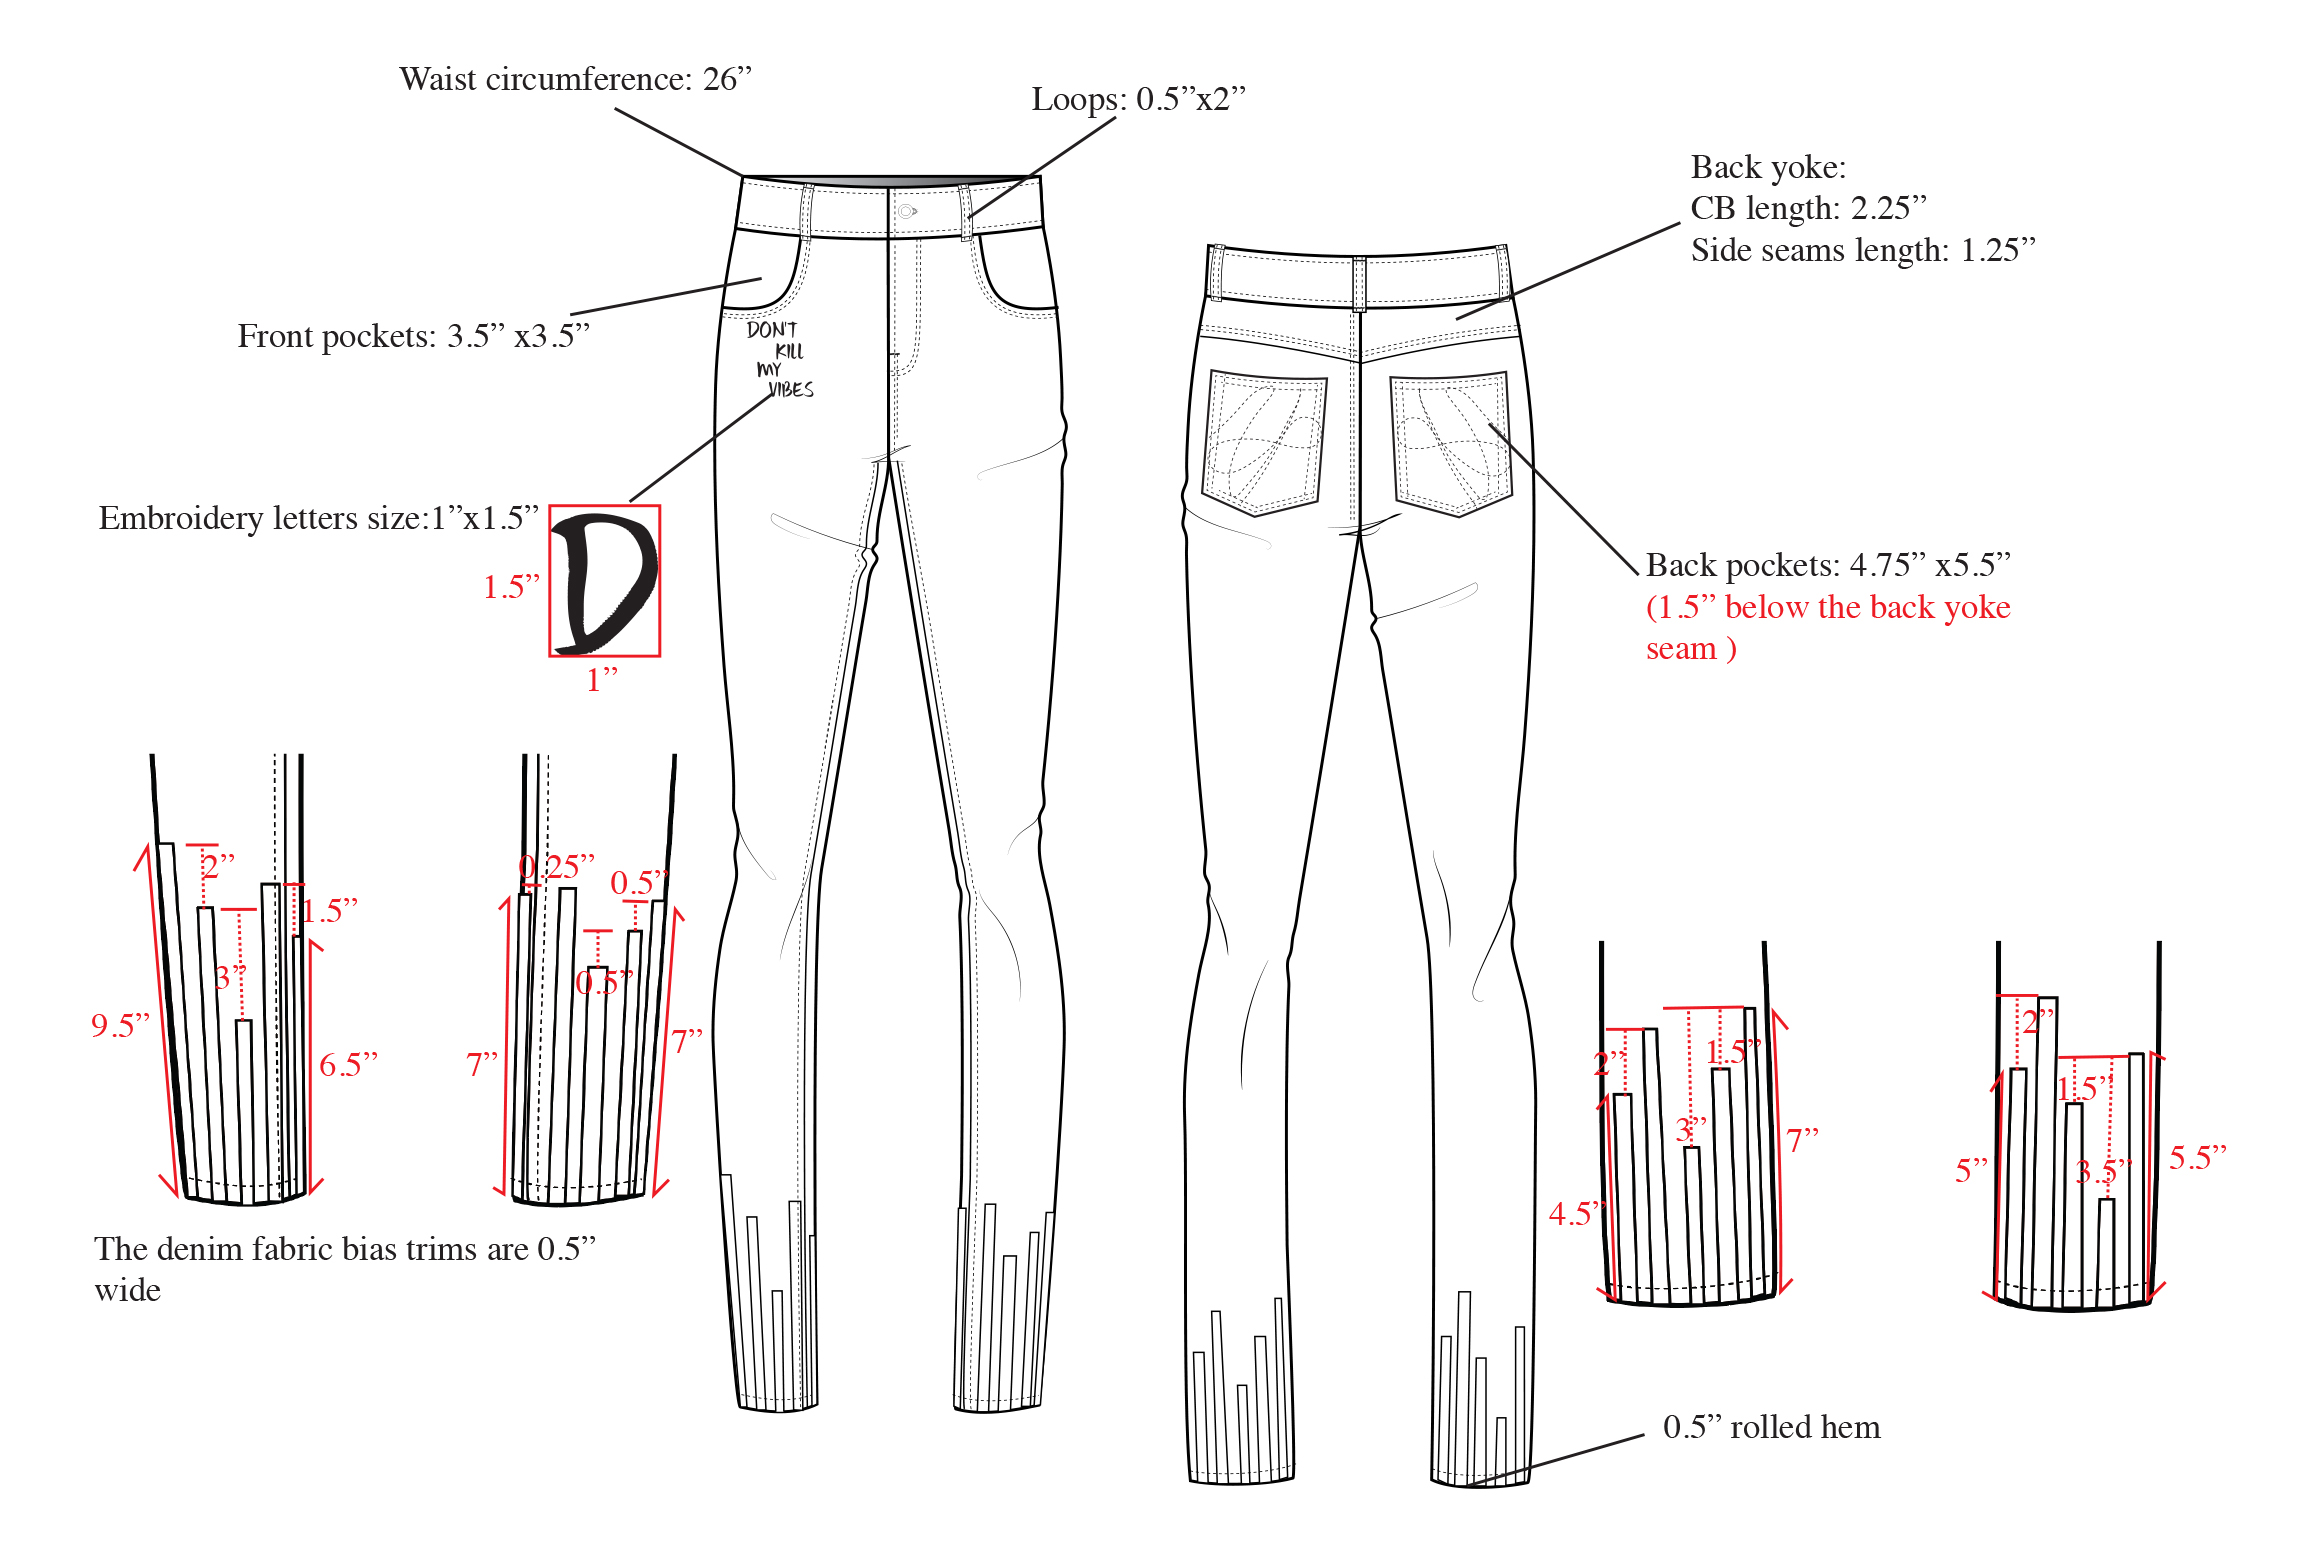 Waist circumference: 26”
Loops: 0.5”x2”
Back yoke:
CB length: 2.25”
Side seams length: 1.25”
Front pockets: 3.5” x3.5”
DON'T
KILL
MY
VIBES
Embroidery letters size:1”x1.5”
D
1.5”
1”
Back pockets: 4.75” x5.5”
(1.5” below the back yoke
seam )
2”
3”
1.5”
9.5”
6.5”
0.25”
0.5”
0.5”
7”
7”
The denim fabric bias trims are 0.5”
wide
2”
1.5”
3”
7”
4.5”
2”
1.5”
3.5”
5”
5.5”
0.5” rolled hem